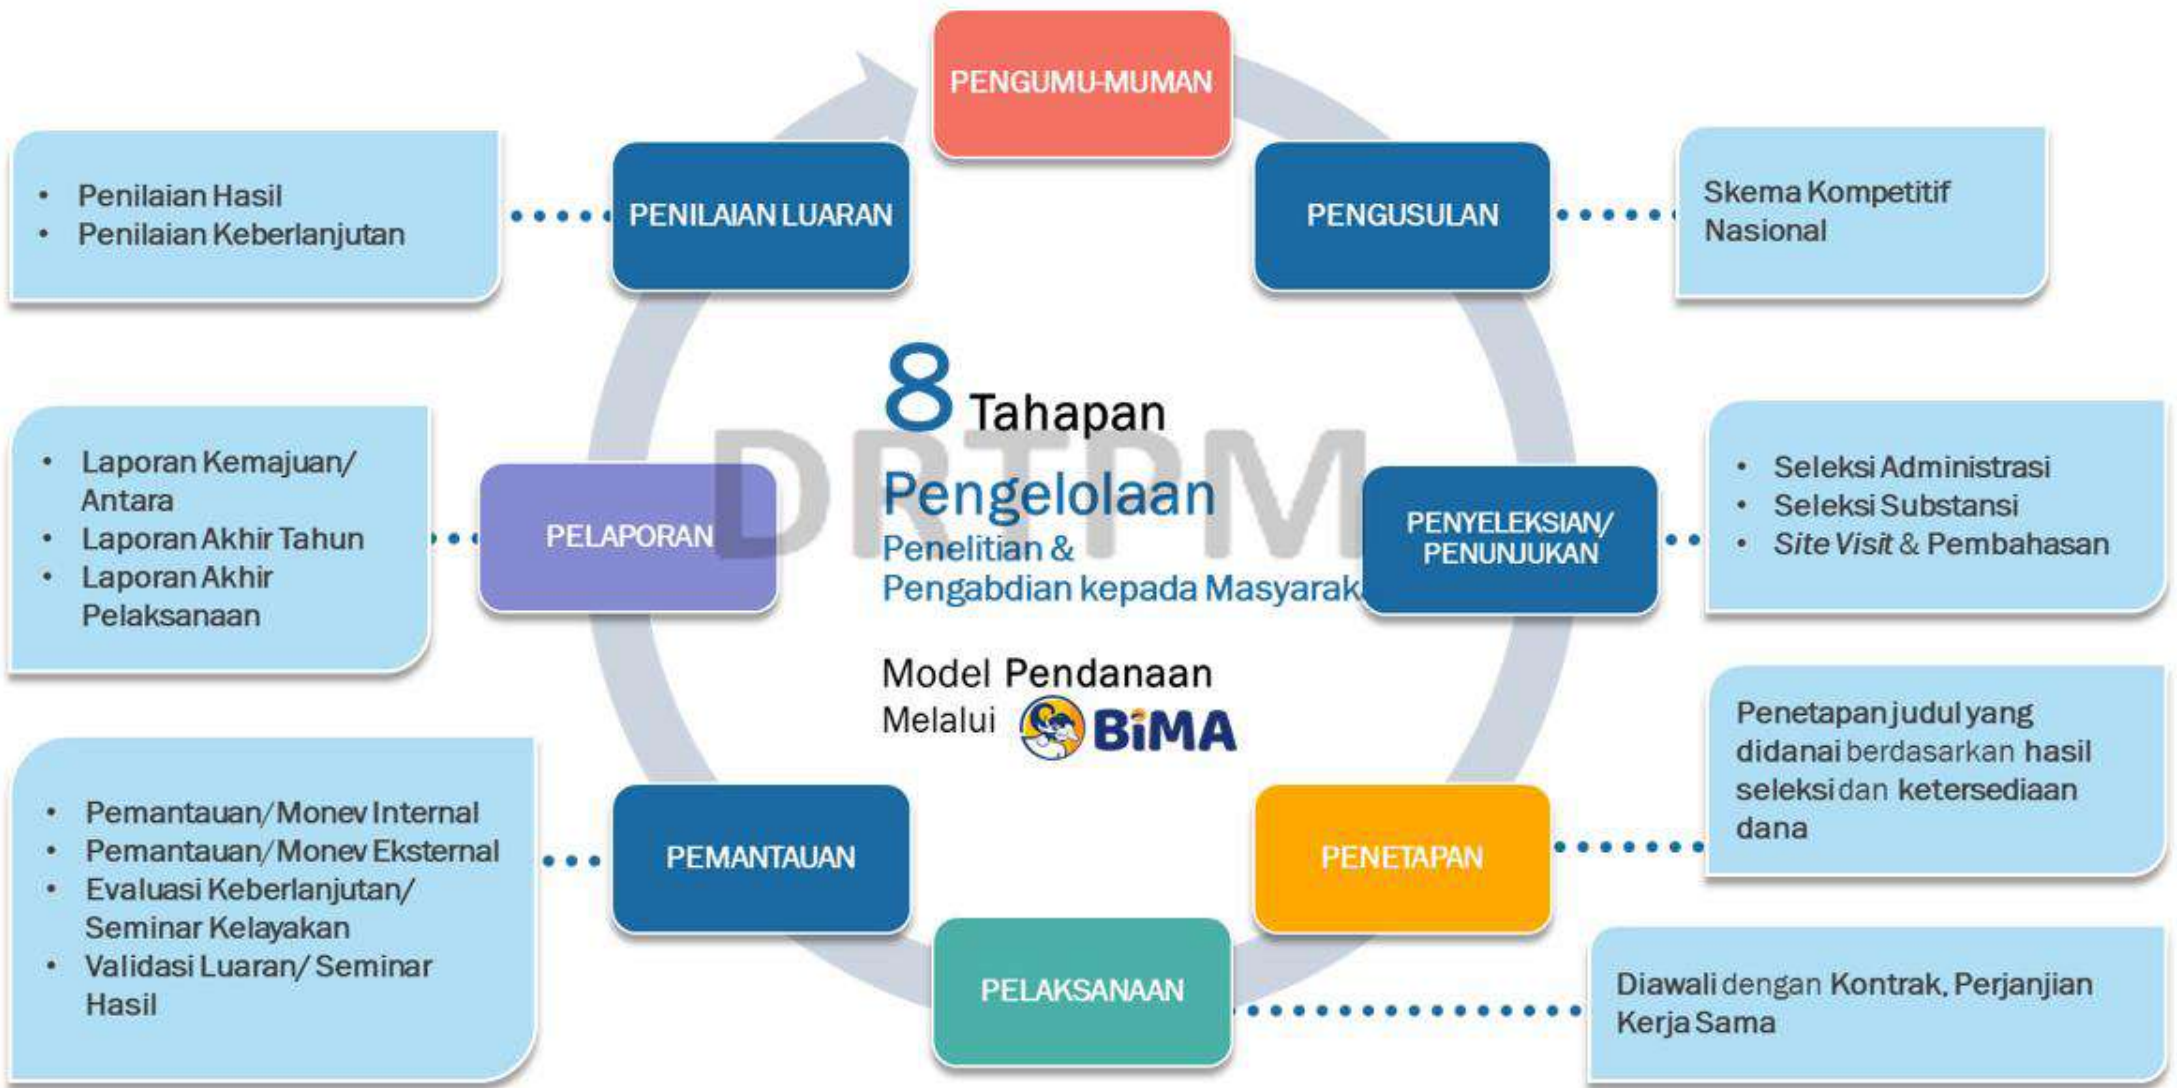 PENGUMU-MUMAN
PENGUSULAN
Skema Kompetitif
Nasional
PENYELEKSIAN/
PENUNJUKAN
• Seleksi Administrasi
• Seleksi Substansi
• Site Visit & Pembahasan
PENETAPAN
Penetapan judul yang
didanai berdasarkan hasil
seleksi dan ketersediaan
dana
PELAKSANAAN
Diawali dengan Kontrak, Perjanjian
Kerja Sama
PEMANTAUAN
• Pemantauan/Monev Internal
• Pemantauan/Monev Eksternal
• Evaluasi Keberlanjutan/
Seminar Kelayakan
• Validasi Luaran/ Seminar
Hasil
PELAPORAN
• Laporan Kemajuan/
Antara
• Laporan Akhir Tahun
• Laporan Akhir
Pelaksanaan
PENILAIAN LUARAN
• Penilaian Hasil
• Penilaian Keberlanjutan
8 Tahapan
Pengelolaan
Penelitian &
Pengabdian kepada Masyarak
Model Pendanaan
Melalui BiMA
DRTPM